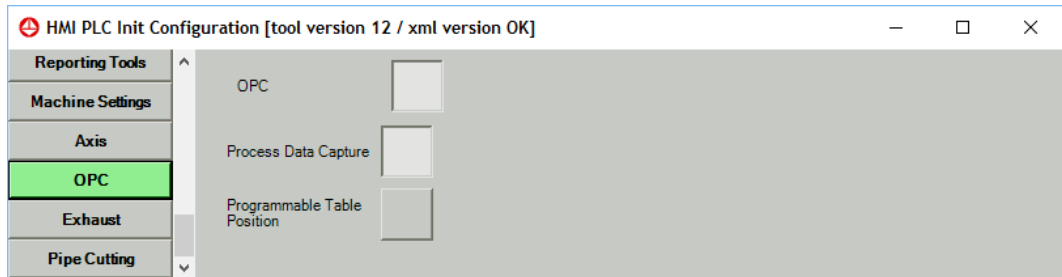 HMI PLC Init Configuration [tool version 12 / xml version OK]
Reporting Tools
Machine Settings
Axis
OPC
Exhaust
Pipe Cutting
OPC
Process Data Capture
Programmable Table
Position